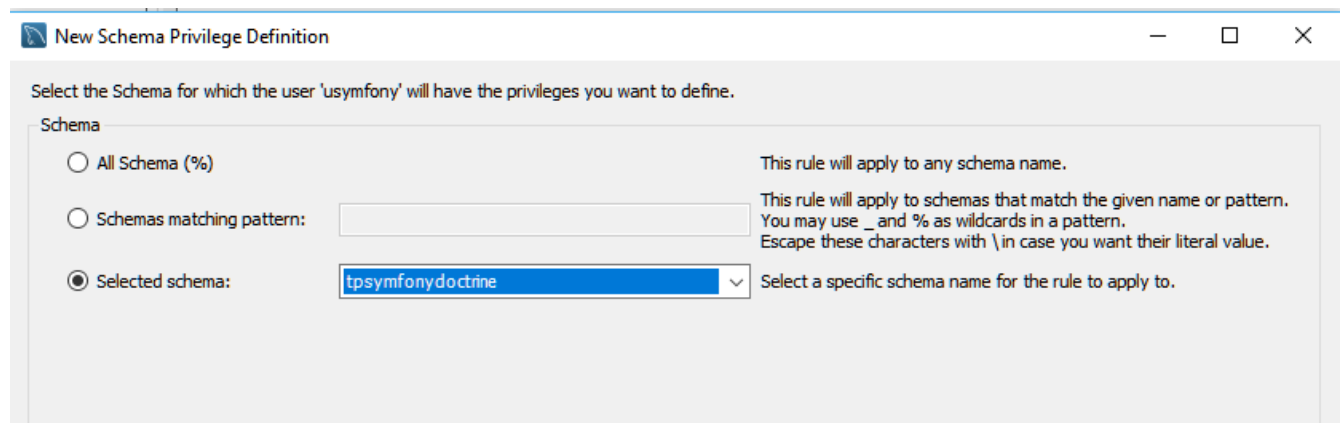 New Schema Privilege Definition
Select the Schema for which the user 'usymfony' will have the privileges you want to define.
Schema
All Schema (%)
This rule will apply to any schema name.
Schemas matching pattern:
This rule will apply to schemas that match the given name or pattern.
You may use _ and % as wildcards in a pattern.
Escape these characters with \ in case you want their literal value.
Selected schema:
tpsymfonydoctrine
Select a specific schema name for the rule to apply to.